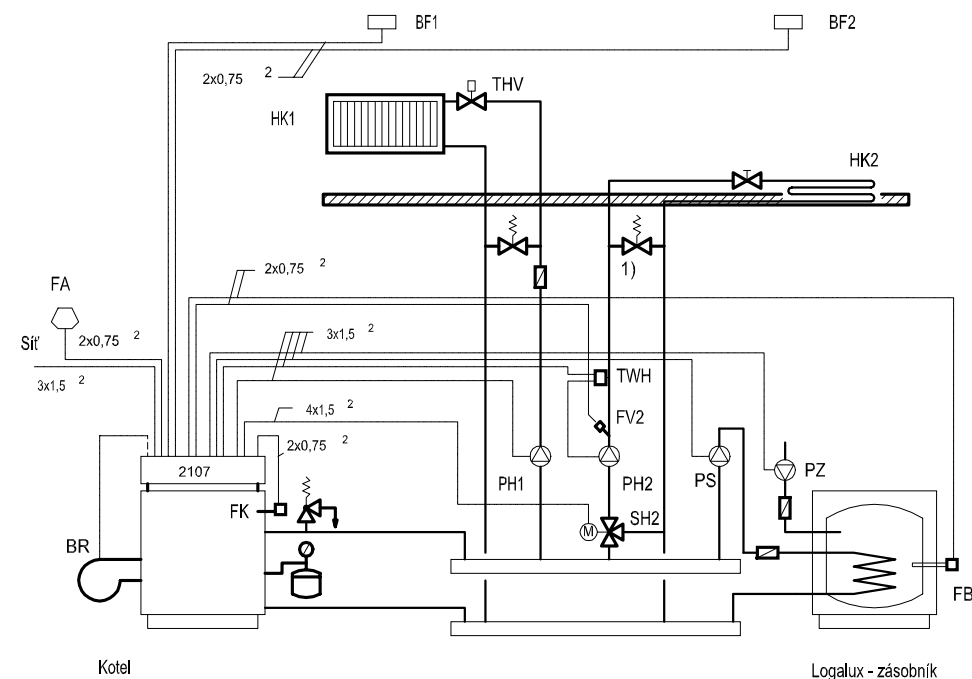 BF1
BF2
2x0,75 2
THV
HK1
HK2
1)
2x0,75 2
FA
Síť
2x0,75 2
3x1,5 2
3x1,5 2
TWH
FV2
4x1,5 2
2x0,75 2
2107
PH1
PH2
PS
PZ
FK
SH2
M
BR
FB
Kotel
Logalux - zásobník